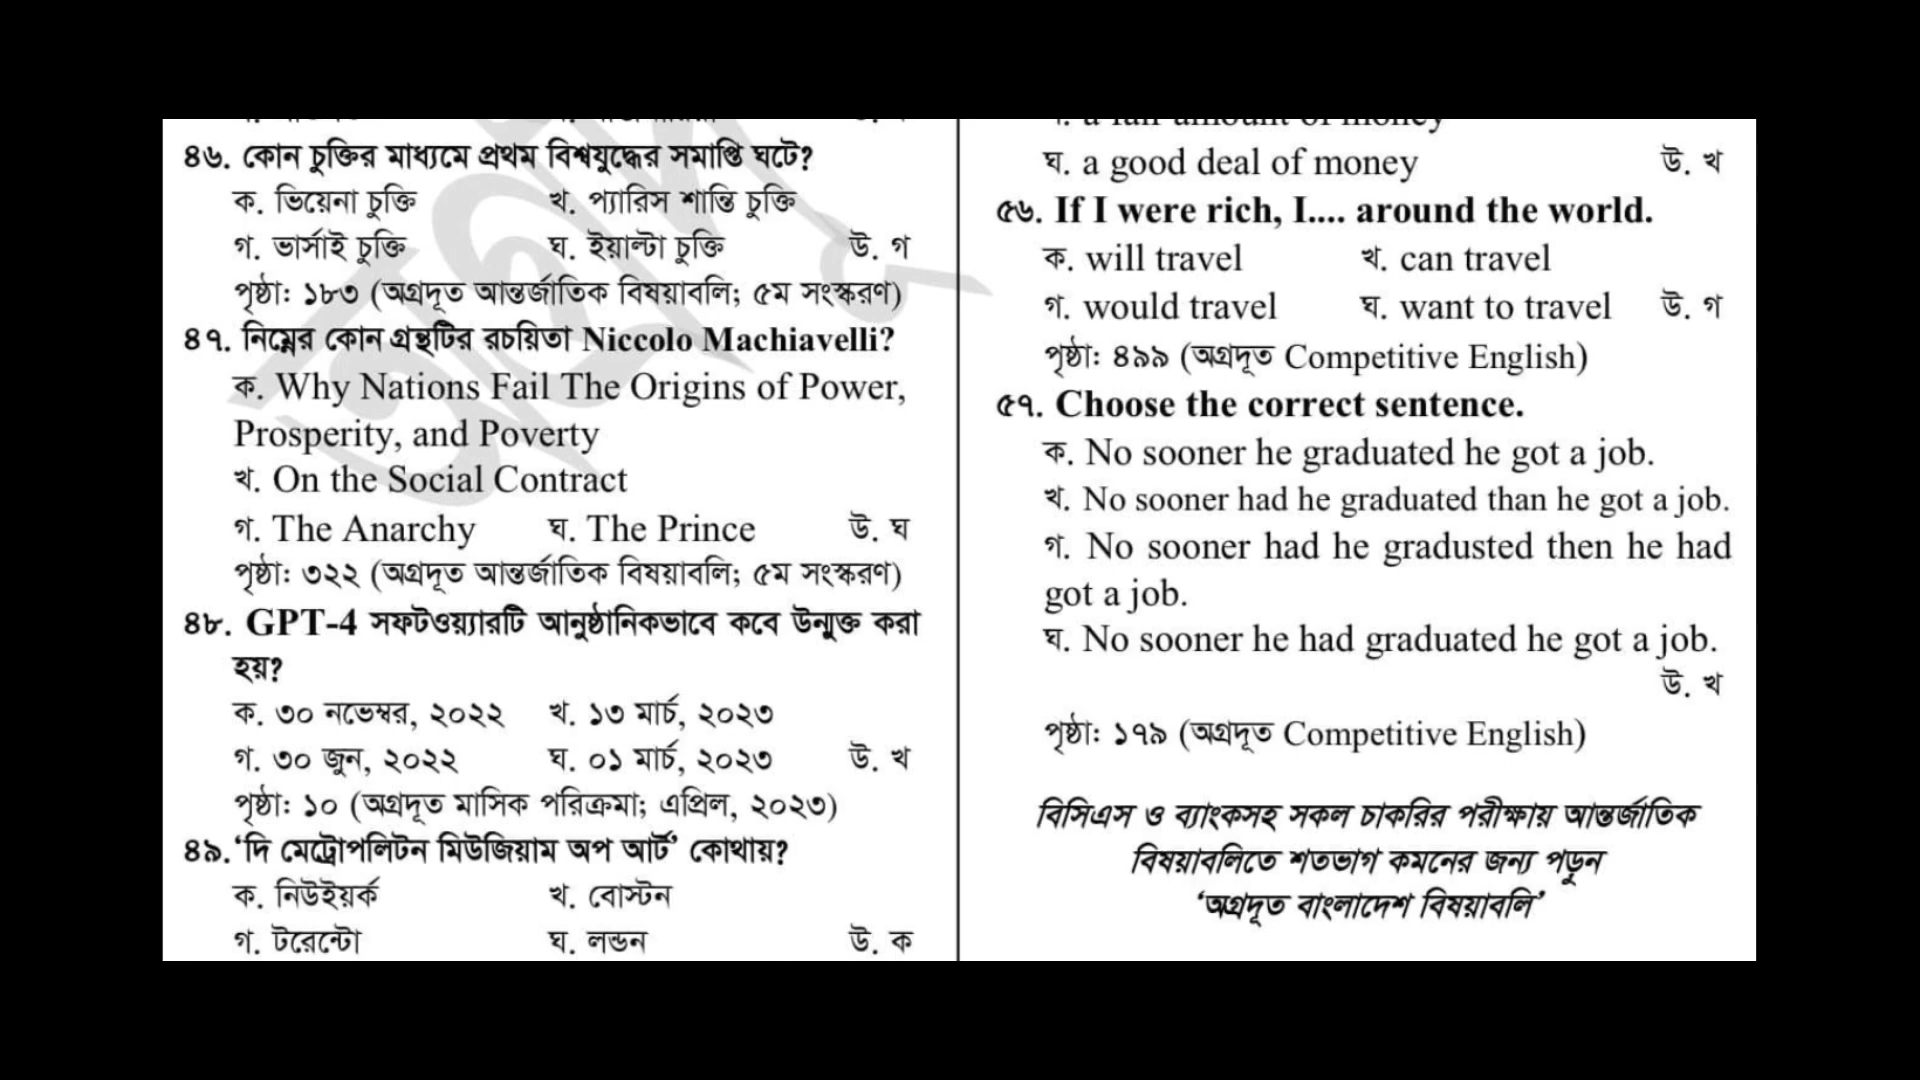 ৪৬. কোন চুক্তির মাধ্যমে প্রথম বিশ্বযুদ্ধের সমাপ্তি ঘটে?
ক. ভিয়েনা চুক্তি খ. প্যারিস শান্তি চুক্তি
গ. ভার্সাই চুক্তি ঘ. ইয়াল্টা চুক্তি উ. গ
পৃষ্ঠাঃ ১৮৩ (অগ্রদূত আন্তর্জাতিক বিষয়াবলি; ৫ম সংস্করণ)
৪৭. নিম্নের কোন গ্রন্থটির রচয়িতা Niccolo Machiavelli?
ক. Why Nations Fail The Origins of Power,
Prosperity, and Poverty
খ. On the Social Contract
গ. The Anarchy ঘ. The Prince উ. ঘ
পৃষ্ঠাঃ ৩২২ (অগ্রদূত আন্তর্জাতিক বিষয়াবলি; ৫ম সংস্করণ)
৪৮. GPT-4 সফটওয়্যারটি আনুষ্ঠানিকভাবে কবে উন্মুক্ত করা
হয়?
ক. ৩০ নভেম্বর, ২০২২ খ. ১৩ মার্চ, ২০২৩
গ. ৩০ জুন, ২০২২ ঘ. ০১ মার্চ, ২০২৩ উ. খ
পৃষ্ঠাঃ ১০ (অগ্রদূত মাসিক পরিক্রমা; এপ্রিল, ২০২৩)
৪৯. ‘দি মেট্রোপলিটন মিউজিয়াম অপ আর্ট’ কোথায়?
ক. নিউইয়র্ক খ. বোস্টন
গ. টরেন্টো ঘ. লন্ডন উ. ক
. a full amount of money
ঘ. a good deal of money উ. খ
৫৬. If I were rich, I.... around the world.
ক. will travel খ. can travel
গ. would travel ঘ. want to travel উ. গ
পৃষ্ঠাঃ ৪৯৯ (অগ্রদূত Competitive English)
৫৭. Choose the correct sentence.
ক. No sooner he graduated he got a job.
খ. No sooner had he graduated than he got a job.
গ. No sooner had he gradusted then he had
got a job.
ঘ. No sooner he had graduated he got a job.
উ. খ
পৃষ্ঠাঃ ১৭৯ (অগ্রদূত Competitive English)
বিসিএস ও ব্যাংকসহ সকল চাকরির পরীক্ষায় আন্তর্জাতিক
বিষয়াবলিতে শতভাগ কমনের জন্য পড়ুন
‘অগ্রদূত বাংলাদেশ বিষয়াবলি’